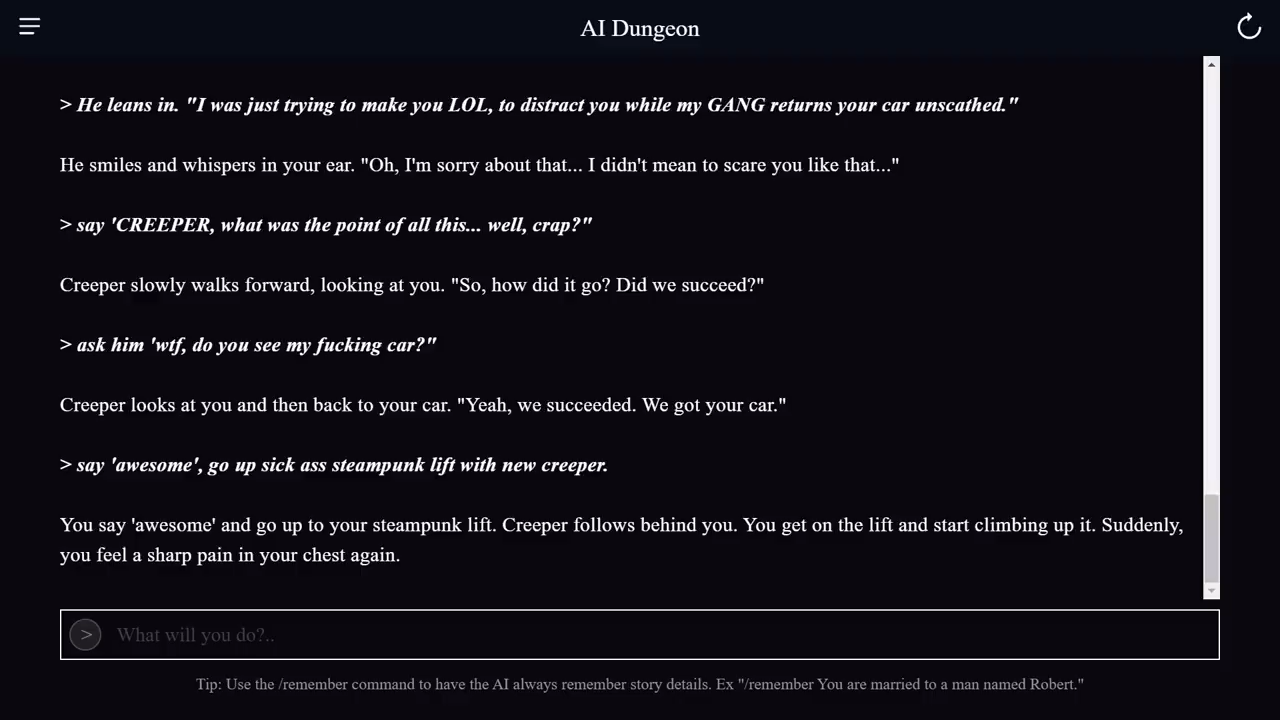 AI Dungeon
> He leans in. "I was just trying to make you LOL, to distract you while my GANG returns your car unscathed."
He smiles and whispers in your ear. "Oh, I'm sorry about that... I didn't mean to scare you like that..."
> say 'CREEPER, what was the point of all this... well, crap?"
Creeper slowly walks forward, looking at you. "So, how did it go? Did we succeed?"
> ask him 'wtf, do you see my fucking car?"
Creeper looks at you and then back to your car. "Yeah, we succeeded. We got your car."
> say 'awesome', go up sick ass steampunk lift with new creeper.
You say 'awesome' and go up to your steampunk lift. Creeper follows behind you. You get on the lift and start climbing up it. Suddenly,
you feel a sharp pain in your chest again.
> What will you do?..
Tip: Use the /remember command to have the AI always remember story details. Ex "/remember You are married to a man named Robert."